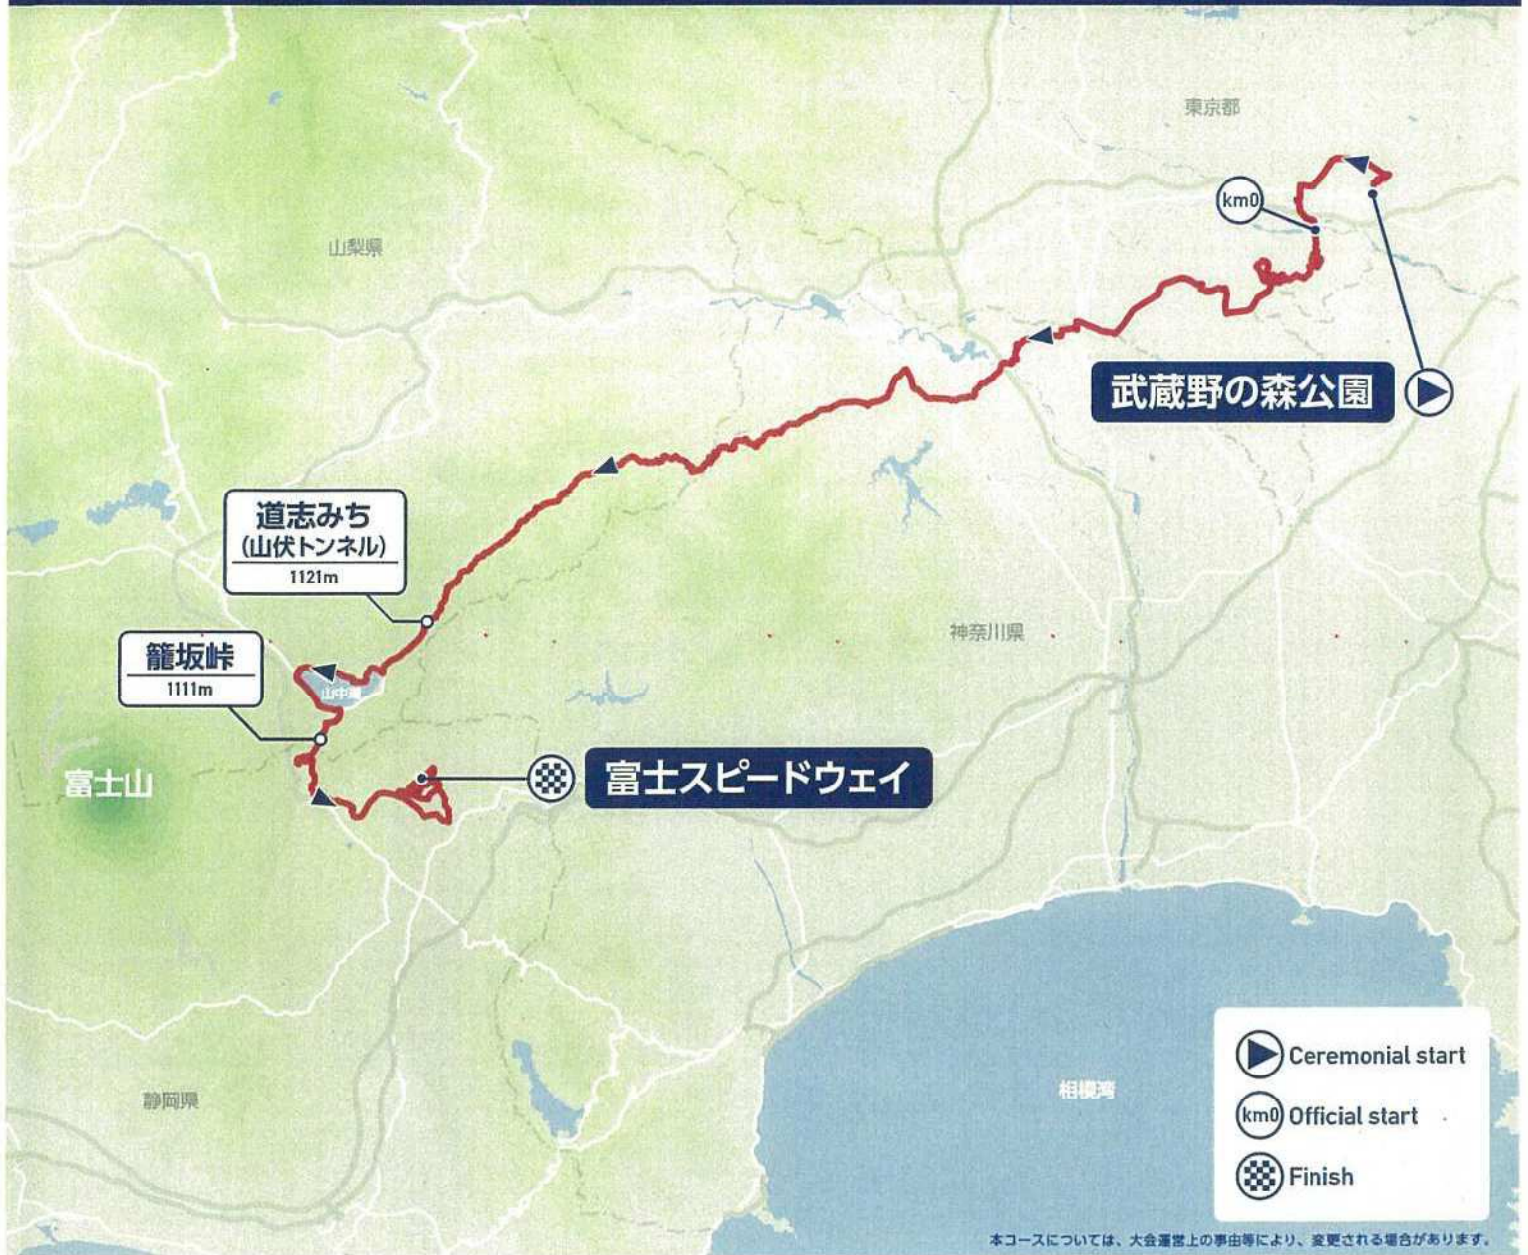 東京都
km0
山梨県
武蔵野の森公園
道志みち
(山伏トンネル)
1121m
神奈川県
籠坂峠
1111m
山中湖
富士山
富士スピードウェイ
Ceremonial start
km0 Official start
Finish
相模湾
静岡県
本コースについては、大会運営上の事由等により、変更される場合があります。